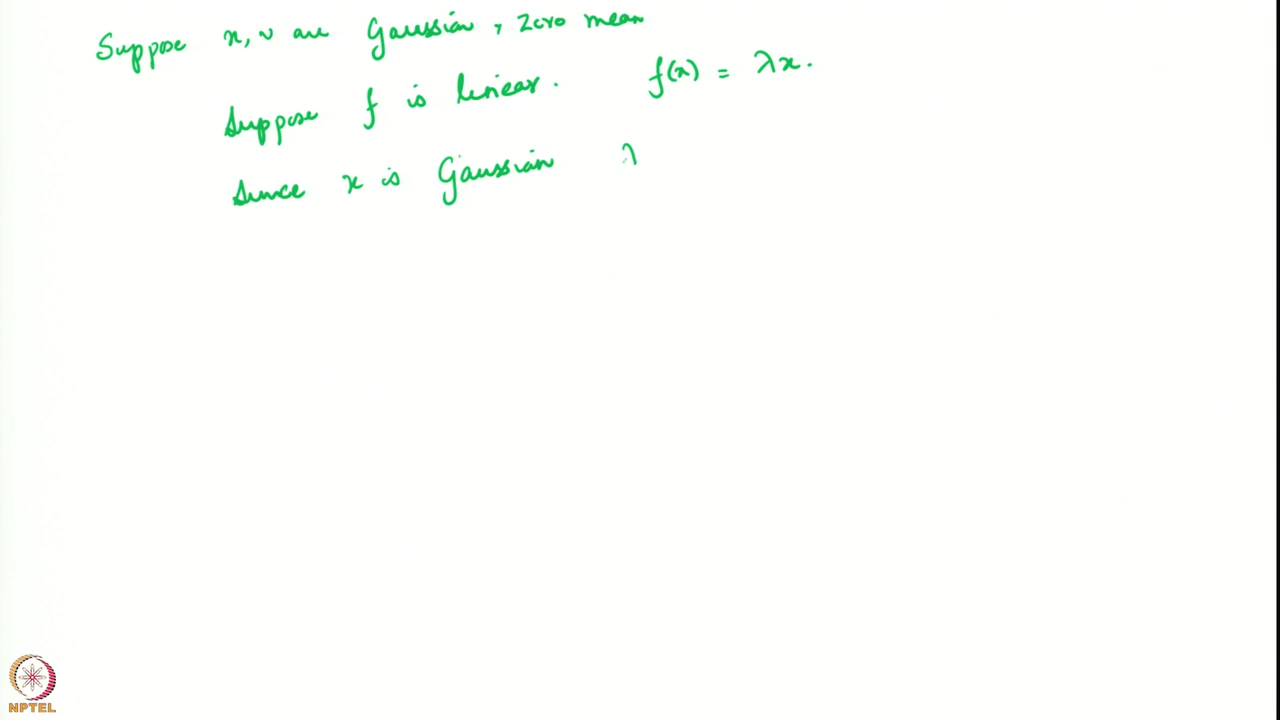 Suppose x, v are Gaussian, zero mean
Suppose f is linear. f(x) = λx.
Since x is Gaussian λ
NPTEL